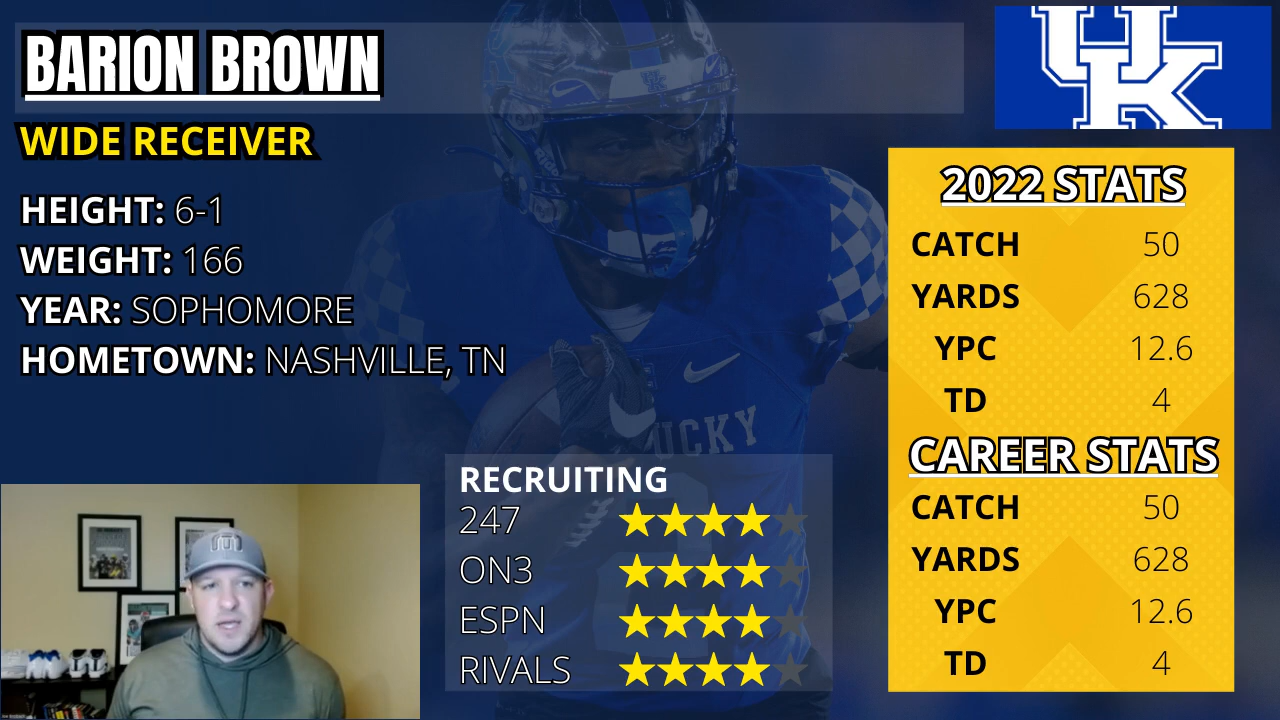 BARION BROWN
WIDE RECEIVER
HEIGHT: 6-1
WEIGHT: 166
YEAR: SOPHOMORE
HOMETOWN: NASHVILLE, TN
UK
UCKY
RECRUITING
247
ON3
ESPN
RIVALS
2022 STATS
CATCH 50
YARDS 628
YPC 12.6
TD 4
CAREER STATS
CATCH 50
YARDS 628
YPC 12.6
TD 4